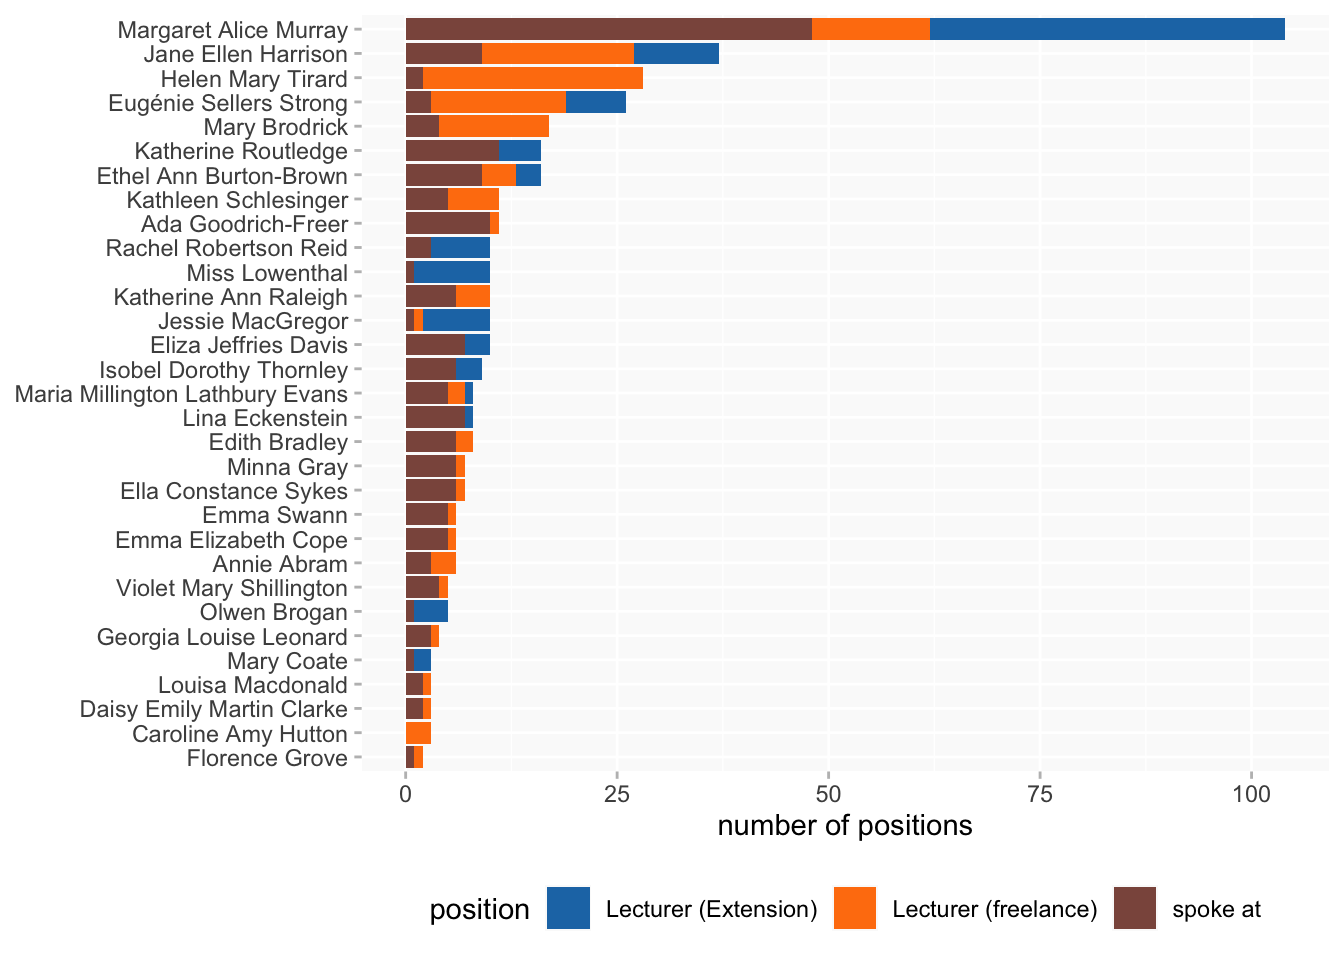 Margaret Alice Murray
Jane Ellen Harrison
Helen Mary Tirard
Eugénie Sellers Strong
Mary Brodrick
Katherine Routledge
Ethel Ann Burton-Brown
Kathleen Schlesinger
Ada Goodrich-Freer
Rachel Robertson Reid
Miss Lowenthal
Katherine Ann Raleigh
Jessie MacGregor
Eliza Jeffries Davis
Isobel Dorothy Thornley
Maria Millington Lathbury Evans
Lina Eckenstein
Edith Bradley
Minna Gray
Ella Constance Sykes
Emma Swann
Emma Elizabeth Cope
Annie Abram
Violet Mary Shillington
Olwen Brogan
Georgia Louise Leonard
Mary Coate
Louisa Macdonald
Daisy Emily Martin Clarke
Caroline Amy Hutton
Florence Grove
0 25 50 75 100
number of positions
position Lecturer (Extension) Lecturer (freelance) spoke at